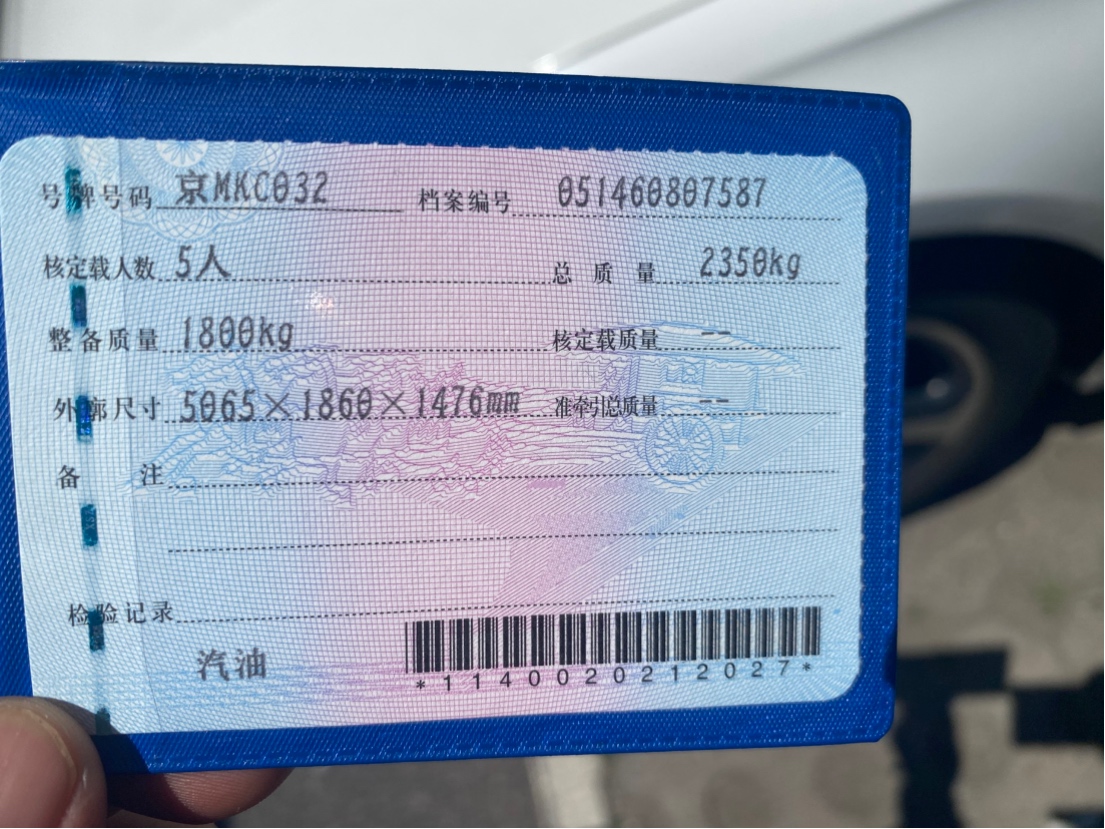 号牌号码 京MKC032 档案编号 051460807587
核定载人数 5人 总质量 2350kg
整备质量 1800kg 核定载质量 --
外廓尺寸 5065×1860×1476mm 准牵引总质量 --
备注
检验记录
汽油
*1140020212027*